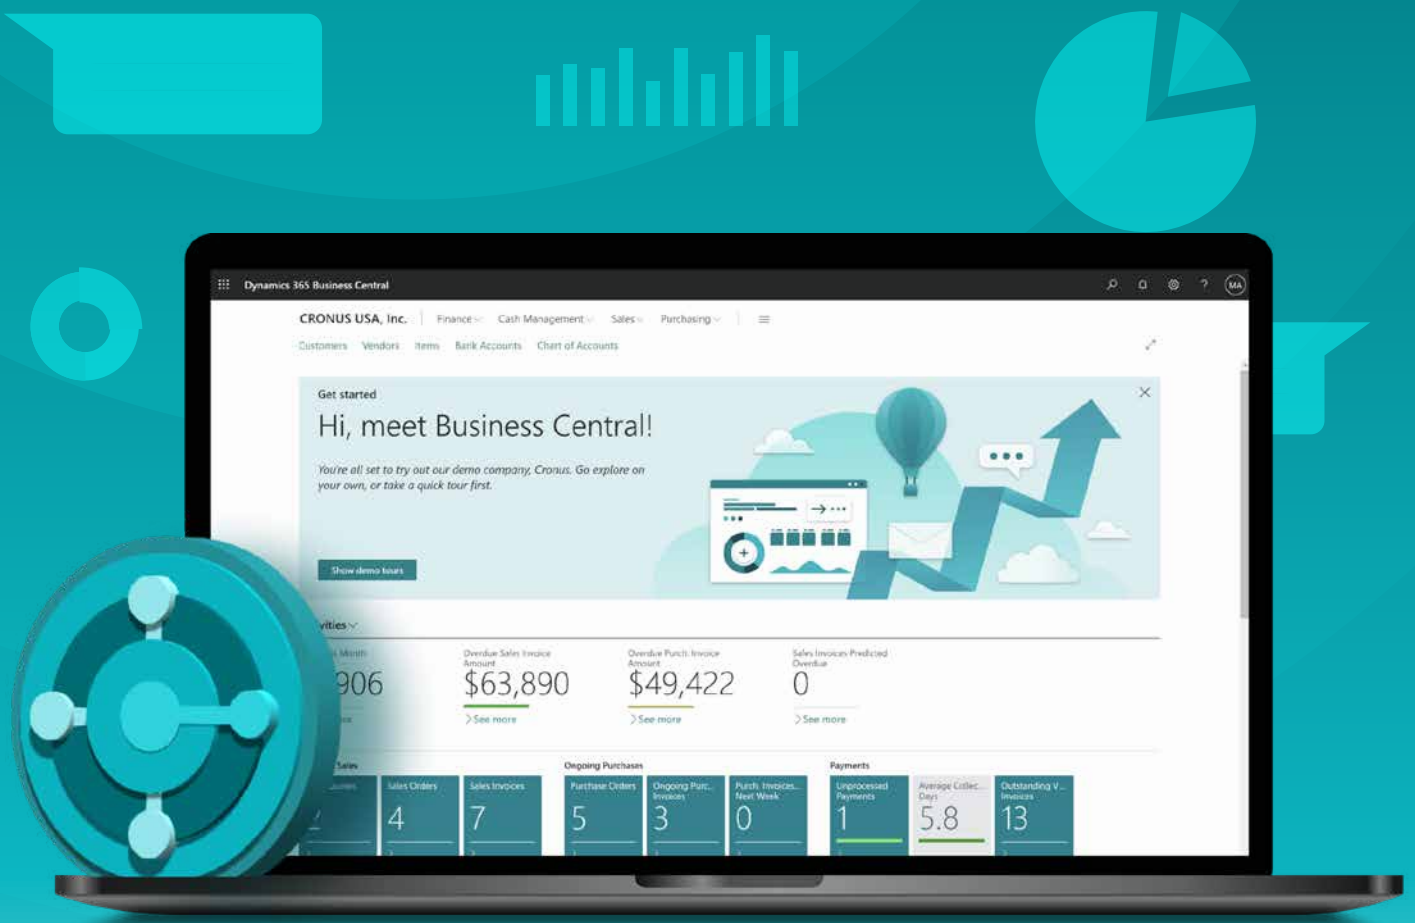 Dynamics 365 Business Central
MA
CRONUS USA, Inc. Finance Cash Management Sales Purchasing
Customers Vendors Items Bank Accounts Chart of Accounts
Get started
Hi, meet Business Central!
You're all set to try out our demo company, Cronus. Go explore on
your own, or take a quick tour first.
Show demo tours
Month
Overdue Sales Invoice
Amount
Overdue Purch. Invoice
Amount
Sales Invoices Predicted
Overdue
906
$63,890
$49,422
0
See more
See more
See more
Sales
Ongoing Purchases
Payments
Sales Orders
4
Sales Invoices
7
Purchase Orders
5
Ongoing Purc...
Invoices
3
Purch. Invoices...
Next Week
0
Unprocessed
Payments
1
Average Collec...
Days
5.8
Outstanding V...
Invoices
13